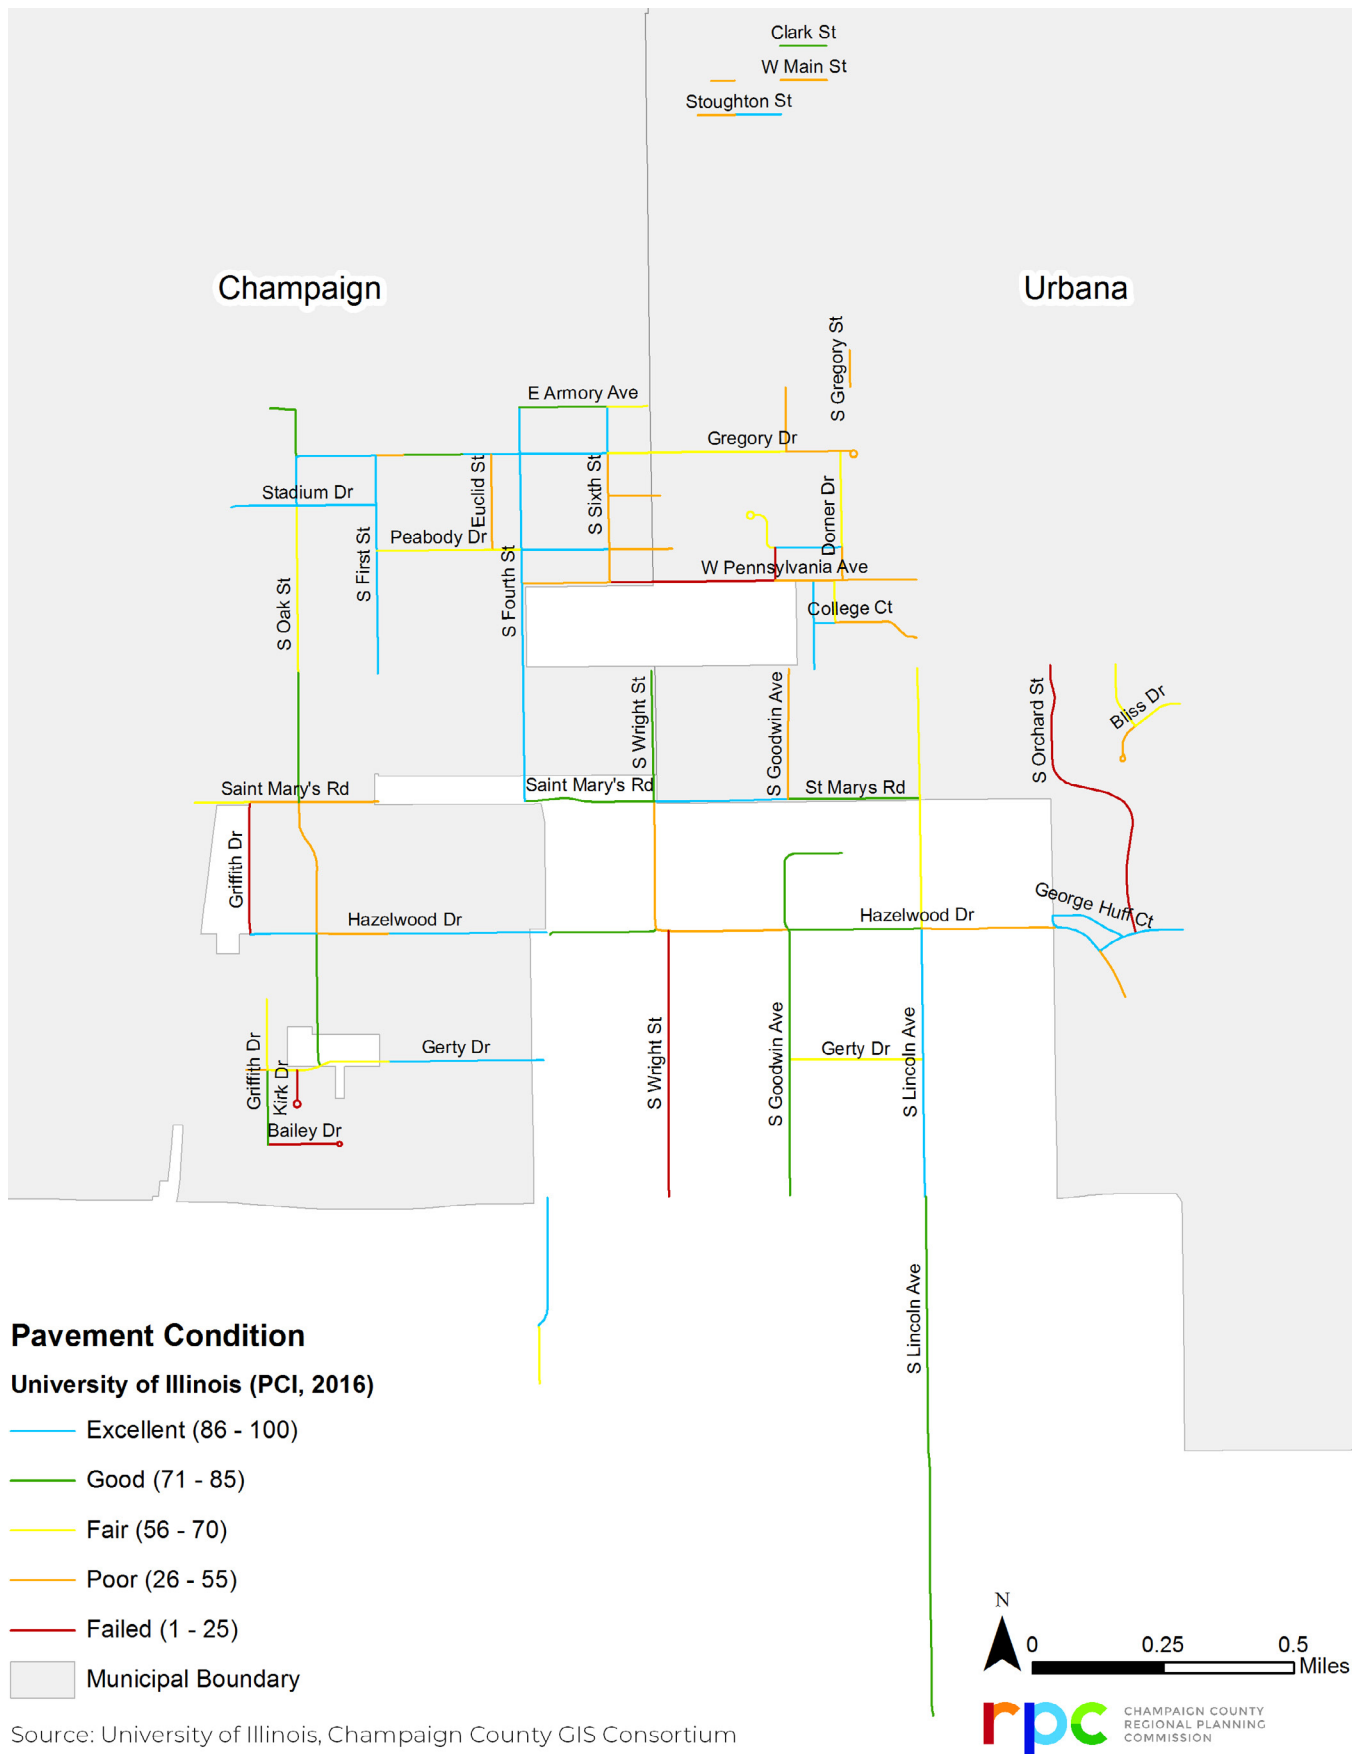 Clark St
W Main St
Stoughton St
Champaign
Urbana
S Gregory St
E Armory Ave
Gregory Dr
Euclid St
S Sixth St
Stadium Dr
Dorner Dr
Peabody Dr
S First St
S Fourth St
W Pennsylvania Ave
S Oak St
College Ct
S Wright St
S Goodwin Ave
S Orchard St
Bliss Dr
Saint Mary's Rd
Saint Mary's Rd
St Marys Rd
Griffith Dr
George Huff Ct
Hazelwood Dr
Hazelwood Dr
Griffith Dr
Kirk Dr
Gerty Dr
S Wright St
S Goodwin Ave
Gerty Dr
S Lincoln Ave
Bailey Dr
S Lincoln Ave
Pavement Condition
University of Illinois (PCI, 2016)
Excellent (86 - 100)
Good (71 - 85)
Fair (56 - 70)
Poor (26 - 55)
Failed (1 - 25)
Municipal Boundary
Source: University of Illinois, Champaign County GIS Consortium
N
0 0.25 0.5
Miles
rpc
CHAMPAIGN COUNTY
REGIONAL PLANNING
COMMISSION